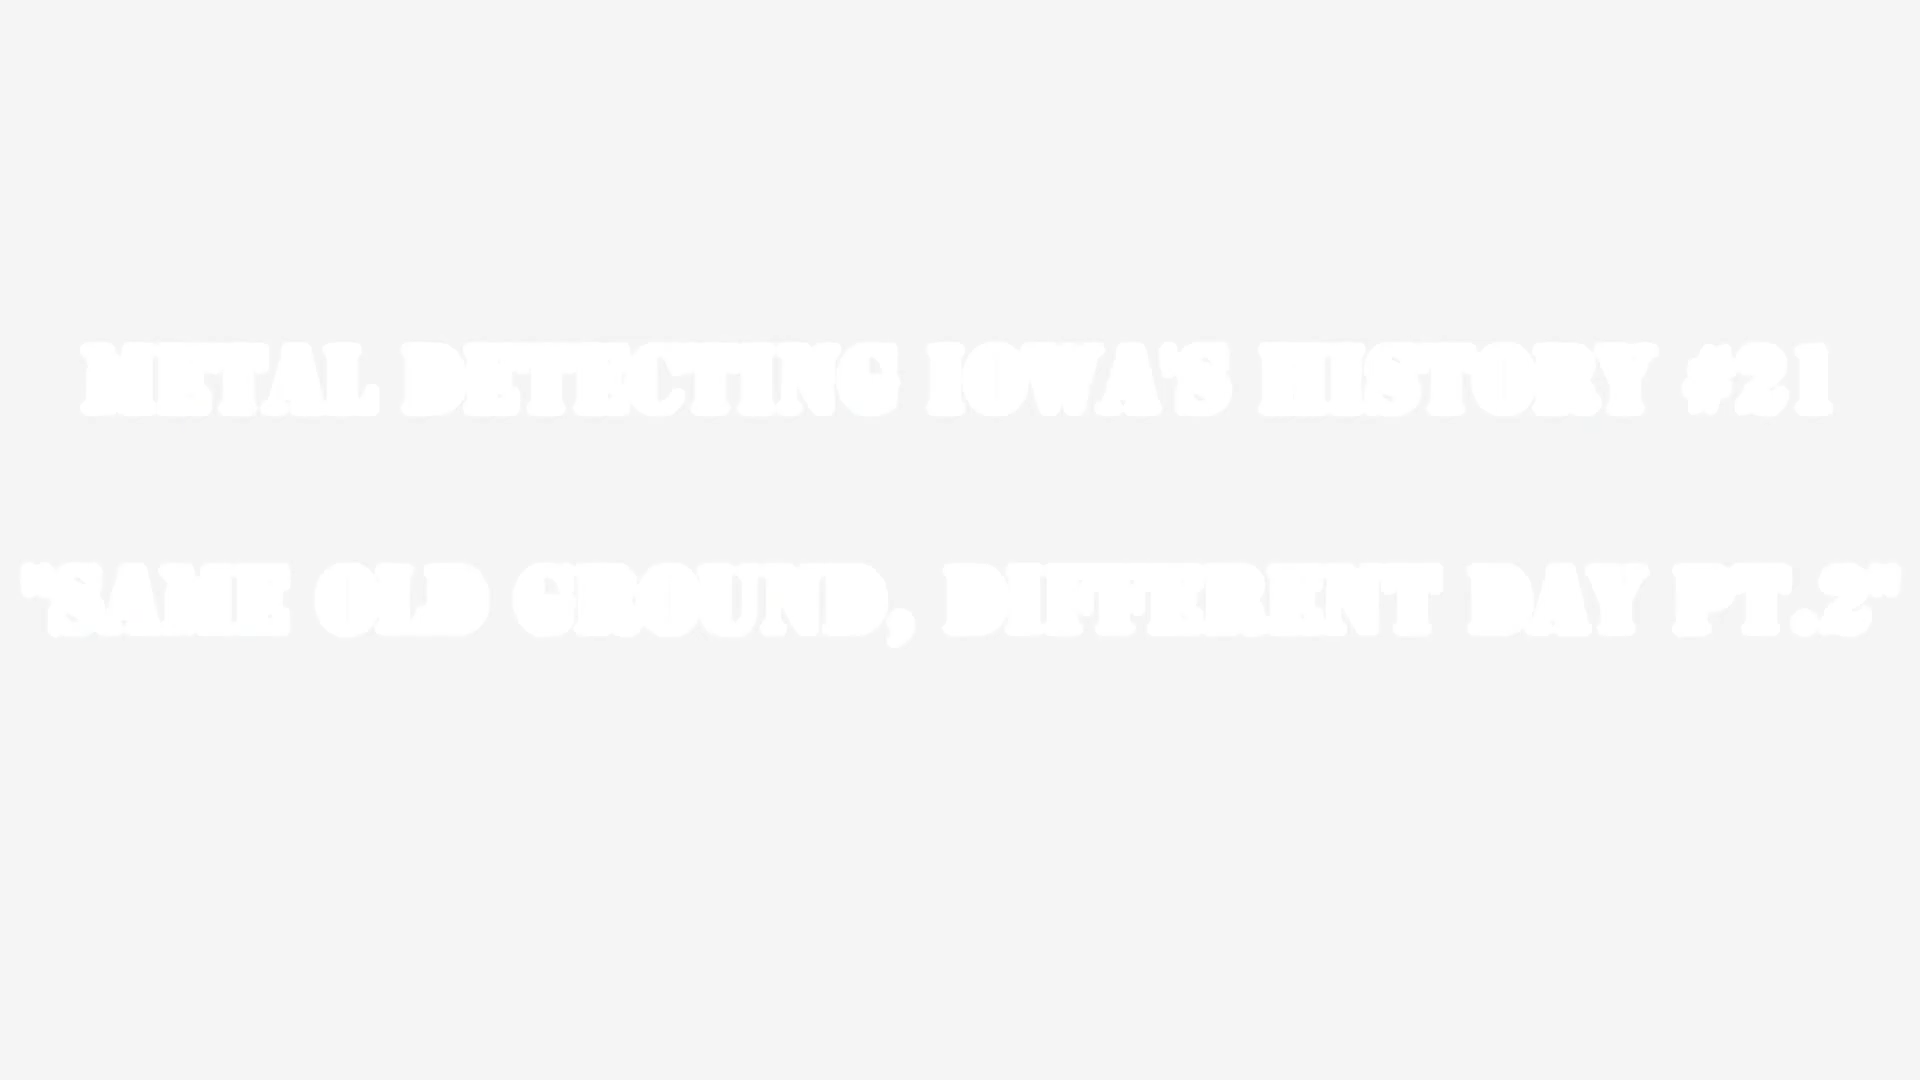 METAL DETECTING IOWA'S HISTORY #21
"SAME OLD GROUND, DIFFERENT DAY PT.2"